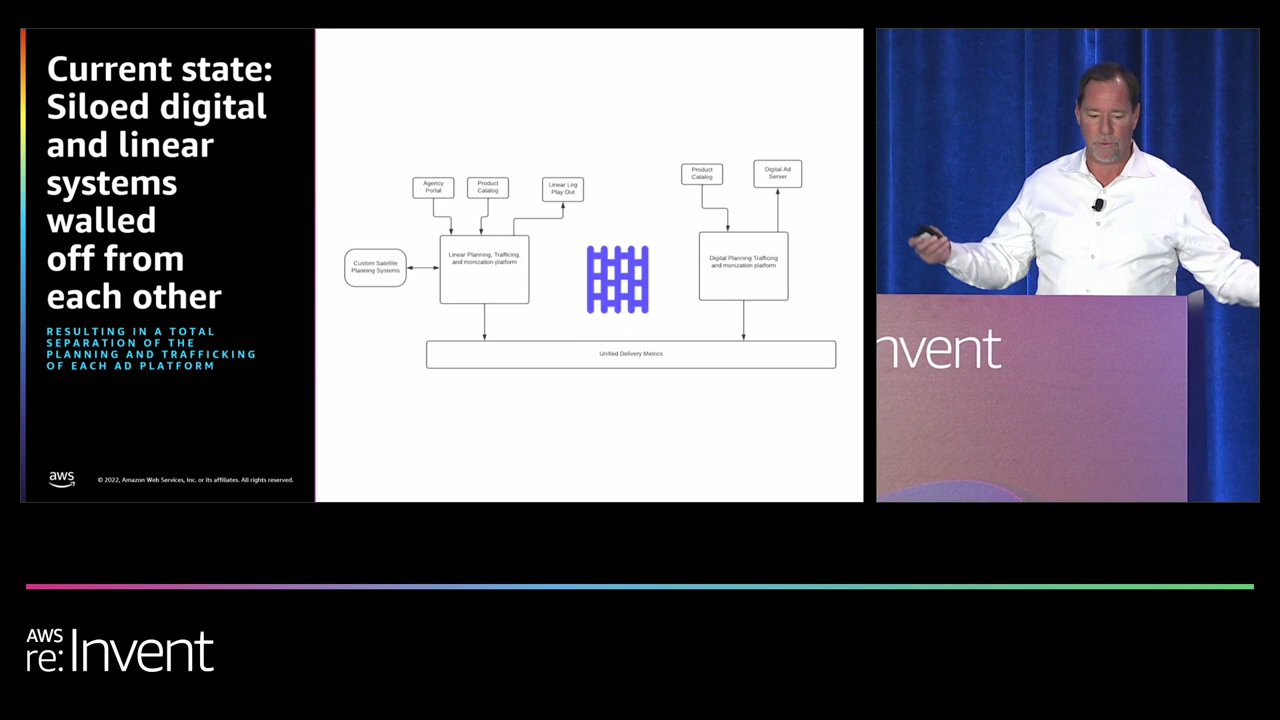 Current state:
Siloed digital
and linear
systems
walled
off from
each other
RESULTING IN A TOTAL
SEPARATION OF THE
PLANNING AND TRAFFICKING
OF EACH AD PLATFORM
aws
© 2022, Amazon Web Services, Inc. or its affiliates. All rights reserved.
Agency
Portal
Product
Catalog
Linear Log
Play Out
Custom Satellite
Planning Systems
Linear Planning, Trafficing,
and monization platform
Product
Catalog
Digital Ad
Server
Digital Planning Trafficing
and monization platform
Unified Delivery Metrics
nvent
AWS
re:Invent